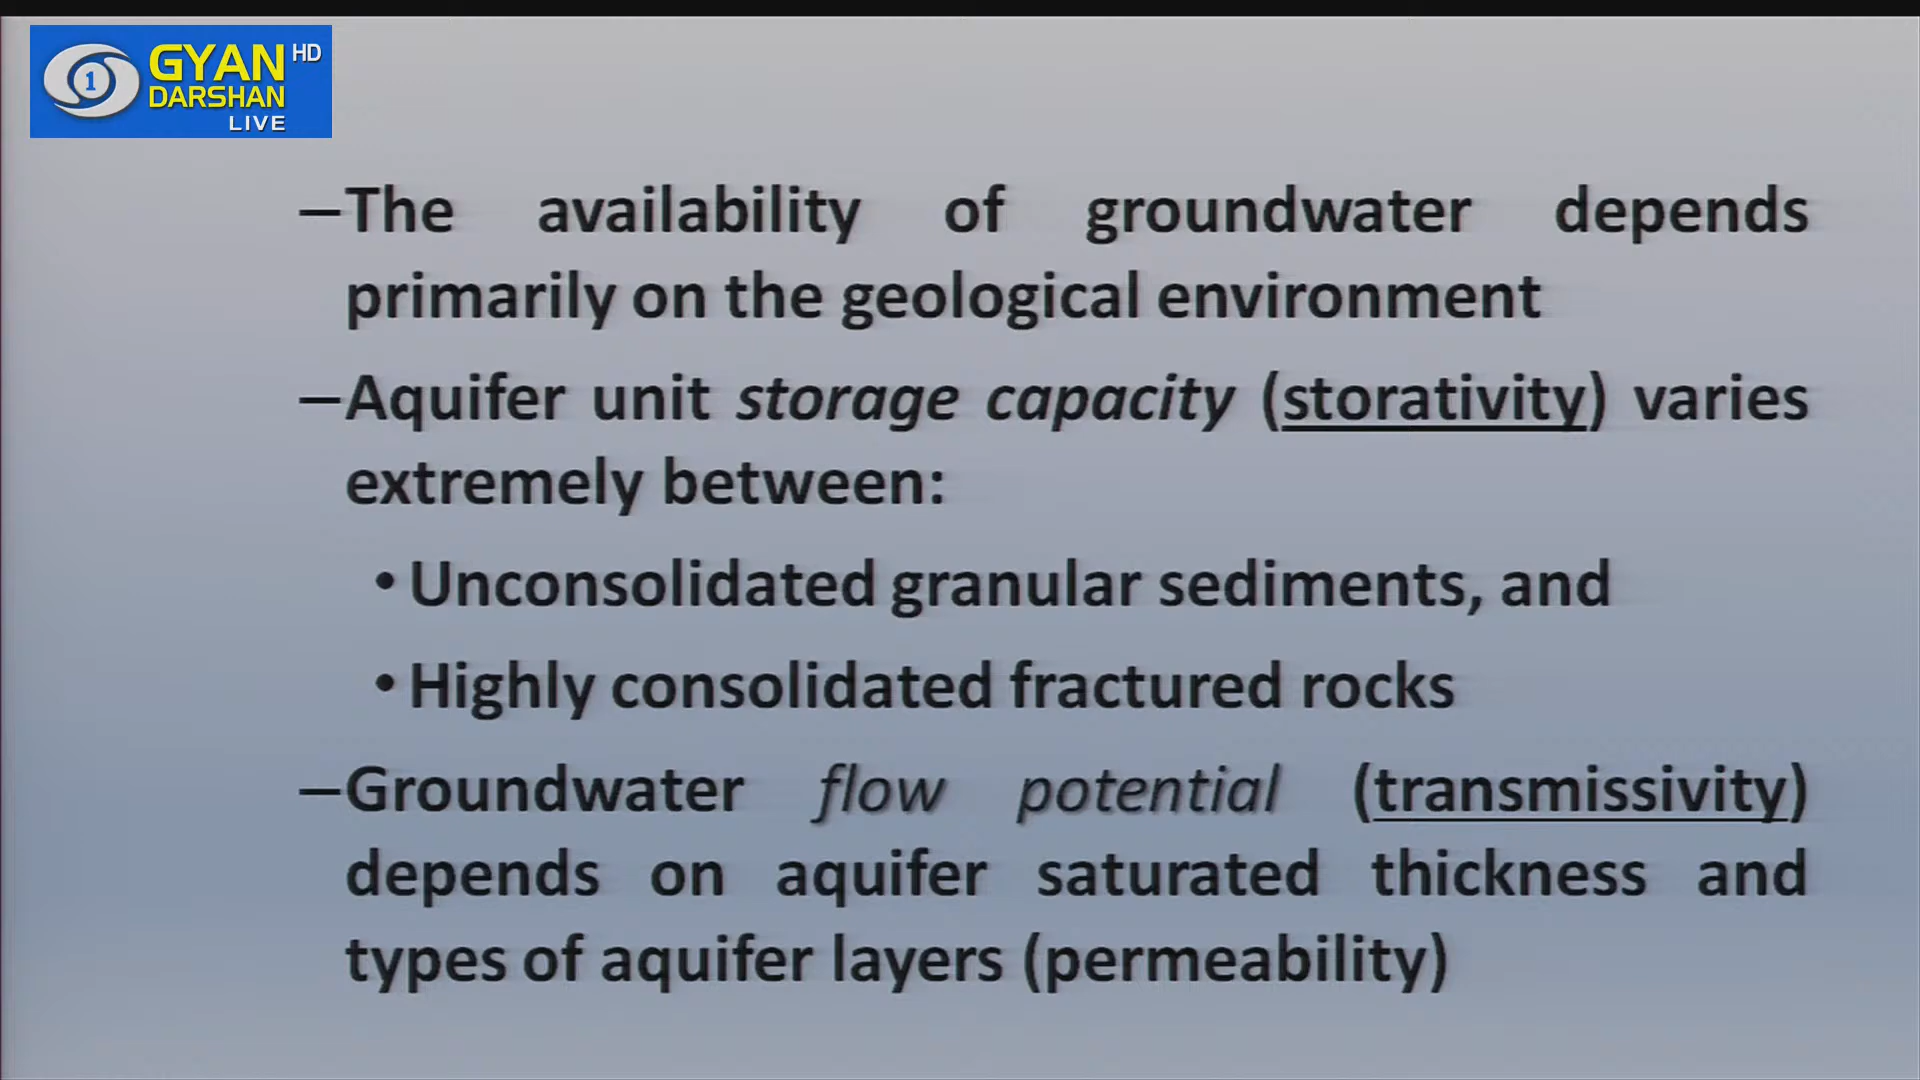 GYAN HD
DARSHAN
LIVE
1
–The availability of groundwater depends
primarily on the geological environment
–Aquifer unit storage capacity (storativity) varies
extremely between:
•Unconsolidated granular sediments, and
•Highly consolidated fractured rocks
–Groundwater flow potential (transmissivity)
depends on aquifer saturated thickness and
types of aquifer layers (permeability)